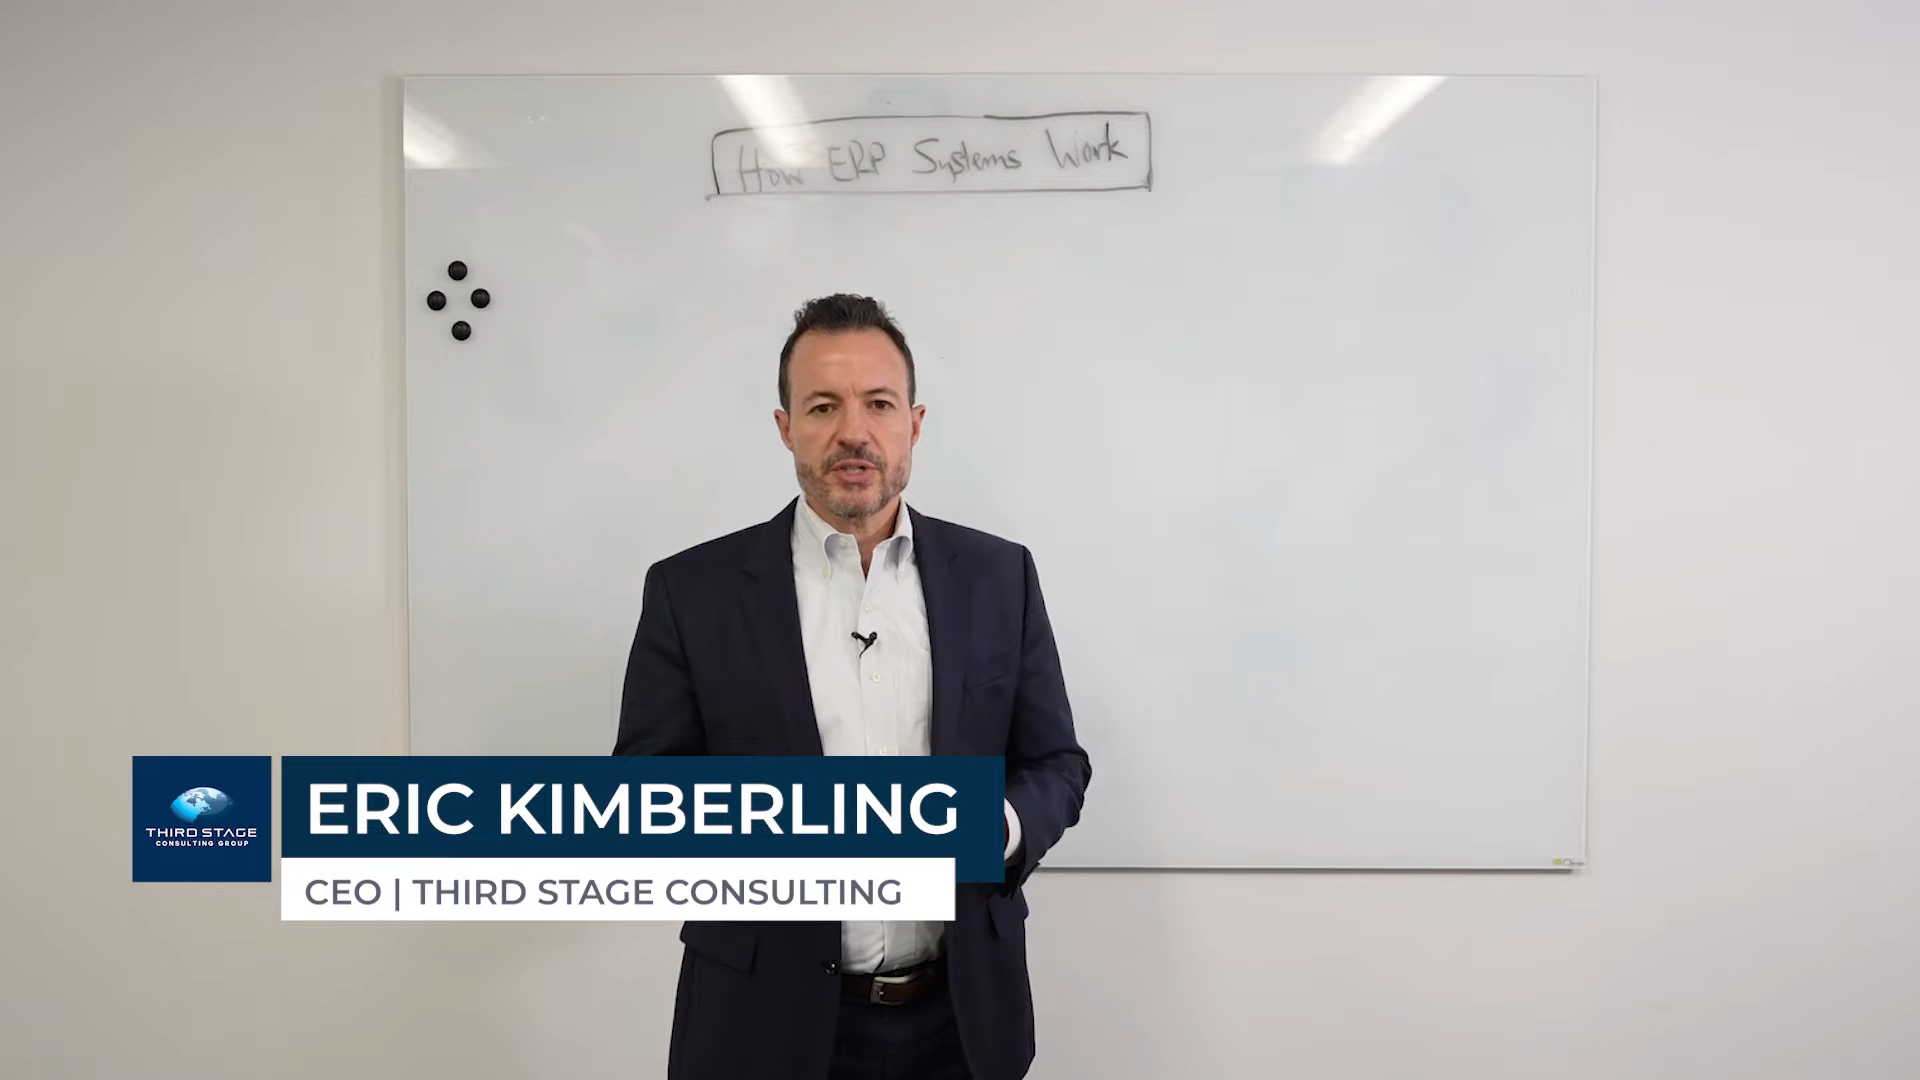 How ERP Systems Work
THIRD STAGE
CONSULTING GROUP
ERIC KIMBERLING
CEO | THIRD STAGE CONSULTING